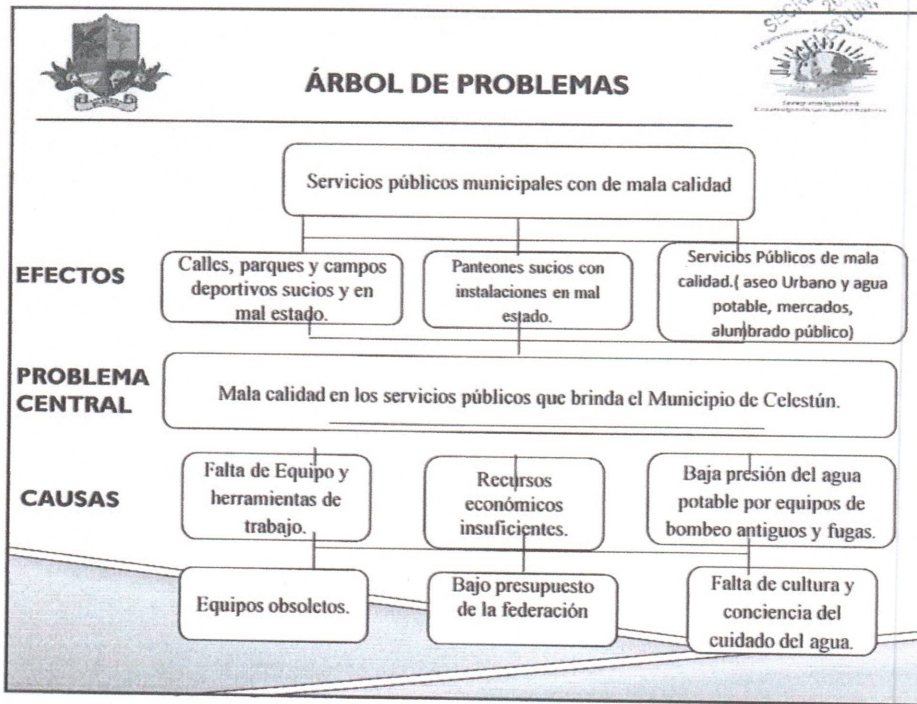 ÁRBOL DE PROBLEMAS
Servicios públicos municipales con de mala calidad
EFECTOS
Calles, parques y campos
deportivos sucios y en
mal estado.
Panteones sucios con
instalaciones en mal
estado.
Servicios Públicos de mala
calidad.( aseo Urbano y agua
potable, mercados,
alumbrado público)
PROBLEMA
CENTRAL
Mala calidad en los servicios públicos que brinda el Municipio de Celestún.
CAUSAS
Falta de Equipo y
herramientas de
trabajo.
Recursos
económicos
insuficientes.
Baja presión del agua
potable por equipos de
bombeo antiguos y fugas.
Equipos obsoletos.
Bajo presupuesto
de la federación
Falta de cultura y
conciencia del
cuidado del agua.